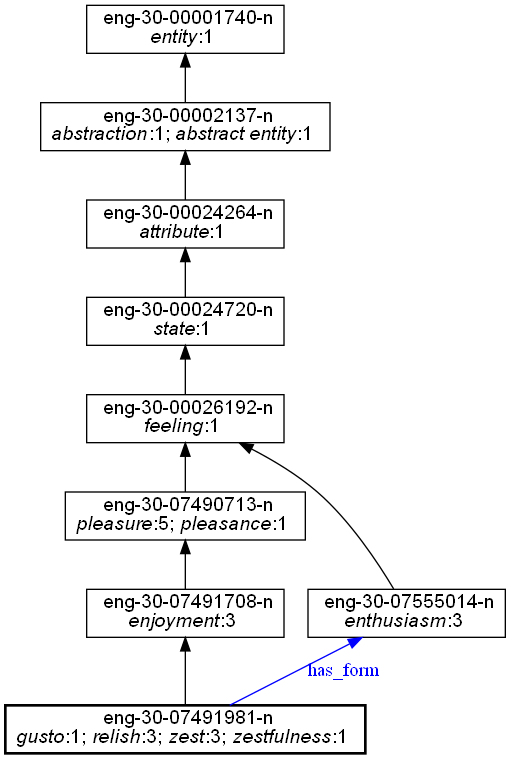 eng-30-00001740-n
entity:1
eng-30-00002137-n
abstraction:1; abstract entity:1
eng-30-00024264-n
attribute:1
eng-30-00024720-n
state:1
eng-30-00026192-n
feeling:1
eng-30-07490713-n
pleasure:5; pleasance:1
eng-30-07491708-n
enjoyment:3
eng-30-07555014-n
enthusiasm:3
has_form
eng-30-07491981-n
gusto:1; relish:3; zest:3; zestfulness:1